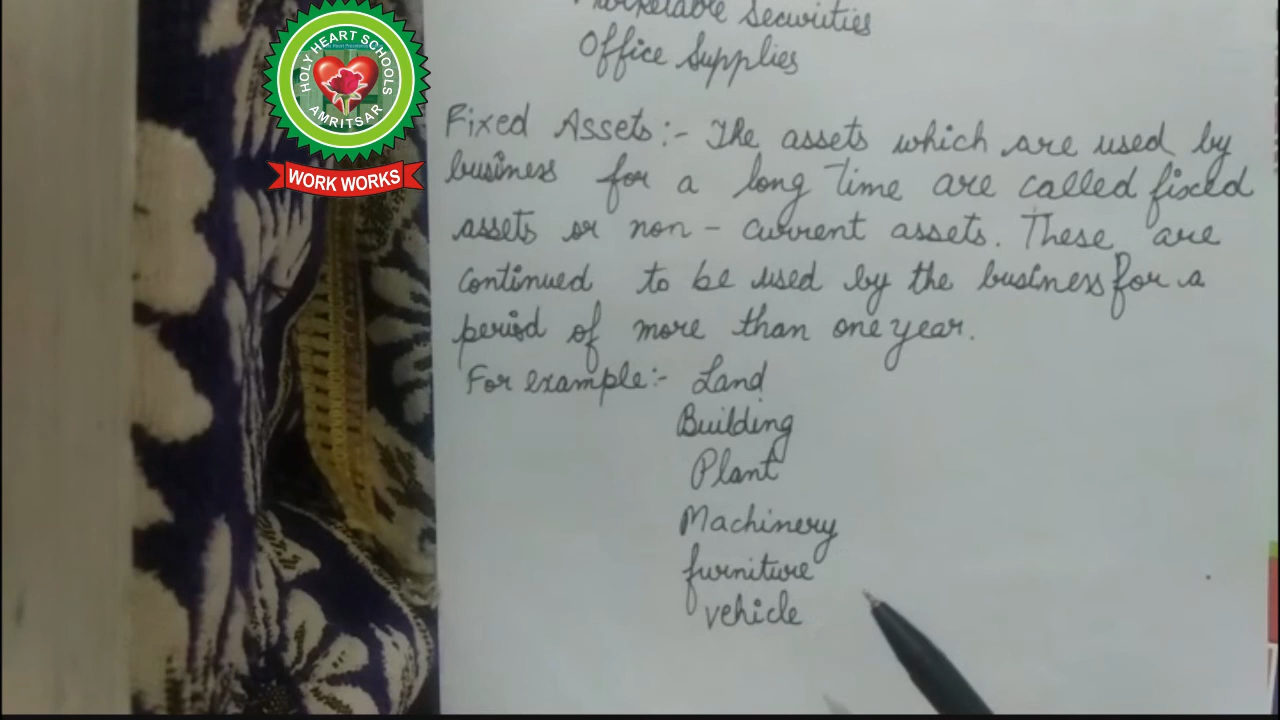 Marketable Securities
Office Supplies
HOLY HEART SCHOOLS
AMRITSAR
WORK WORKS
Fixed Assets:- The assets which are used by
business for a long time are called fixed
assets or non - current assets. These are
continued to be used by the business for a
period of more than one year.
For example:- Land
Building
Plant
Machinery
furniture
vehicle